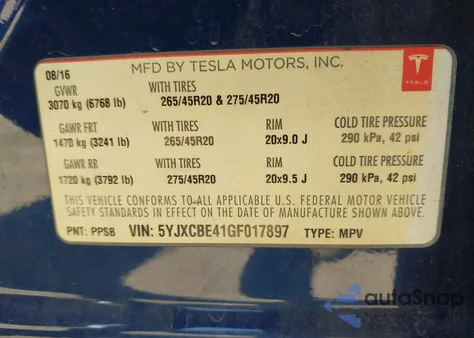 08/16 MFD BY TESLA MOTORS, INC.
TESLA
GVWR WITH TIRES
3070 kg (6768 lb) 265/45R20 & 275/45R20
GAWR FRT WITH TIRES RIM COLD TIRE PRESSURE
1470 kg (3241 lb) 265/45R20 20x9.0 J 290 kPa, 42 psi
GAWR RR WITH TIRES RIM COLD TIRE PRESSURE
1720 kg (3792 lb) 275/45R20 20x9.5 J 290 kPa, 42 psi
THIS VEHICLE CONFORMS TO ALL APPLICABLE U.S. FEDERAL MOTOR VEHICLE
SAFETY STANDARDS IN EFFECT ON DATE OF MANUFACTURE SHOWN ABOVE.
PNT: PPSB VIN: 5YJXCBE41GF017897 TYPE: MPV
autoSnap